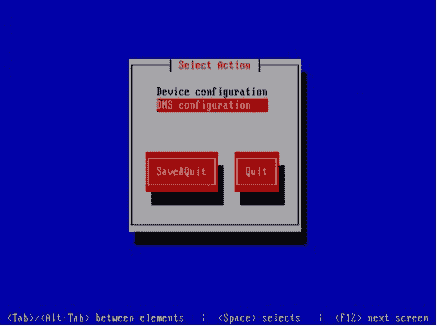 Select Action
Device configuration
DNS configuration
Save&Quit
Quit
<Tab>/<Alt-Tab> between elements | <Space> selects | <F12> next screen